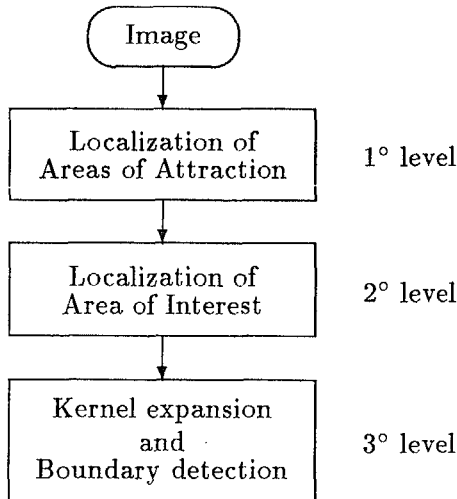 Image
Localization of
Areas of Attraction
1° level
Localization of
Area of Interest
2° level
Kernel expansion
and
Boundary detection
3° level